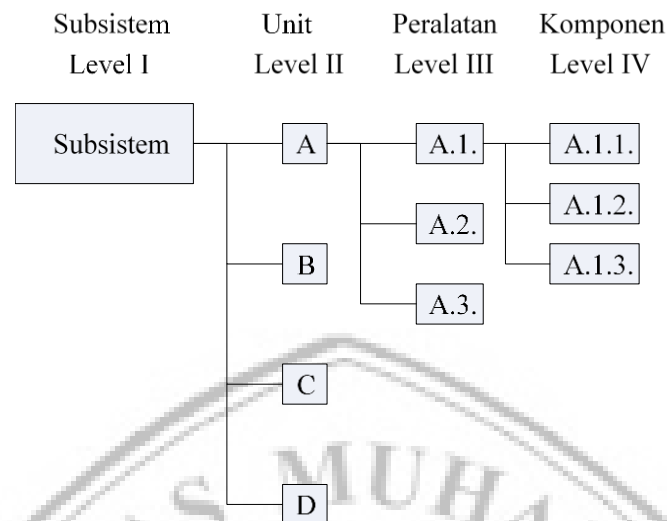 Subsistem Unit Peralatan Komponen
Level I Level II Level III Level IV
Subsistem A A.1. A.1.1.
A.1.2.
A.2.
B A.1.3.
A.3.
C
D
S MUHA